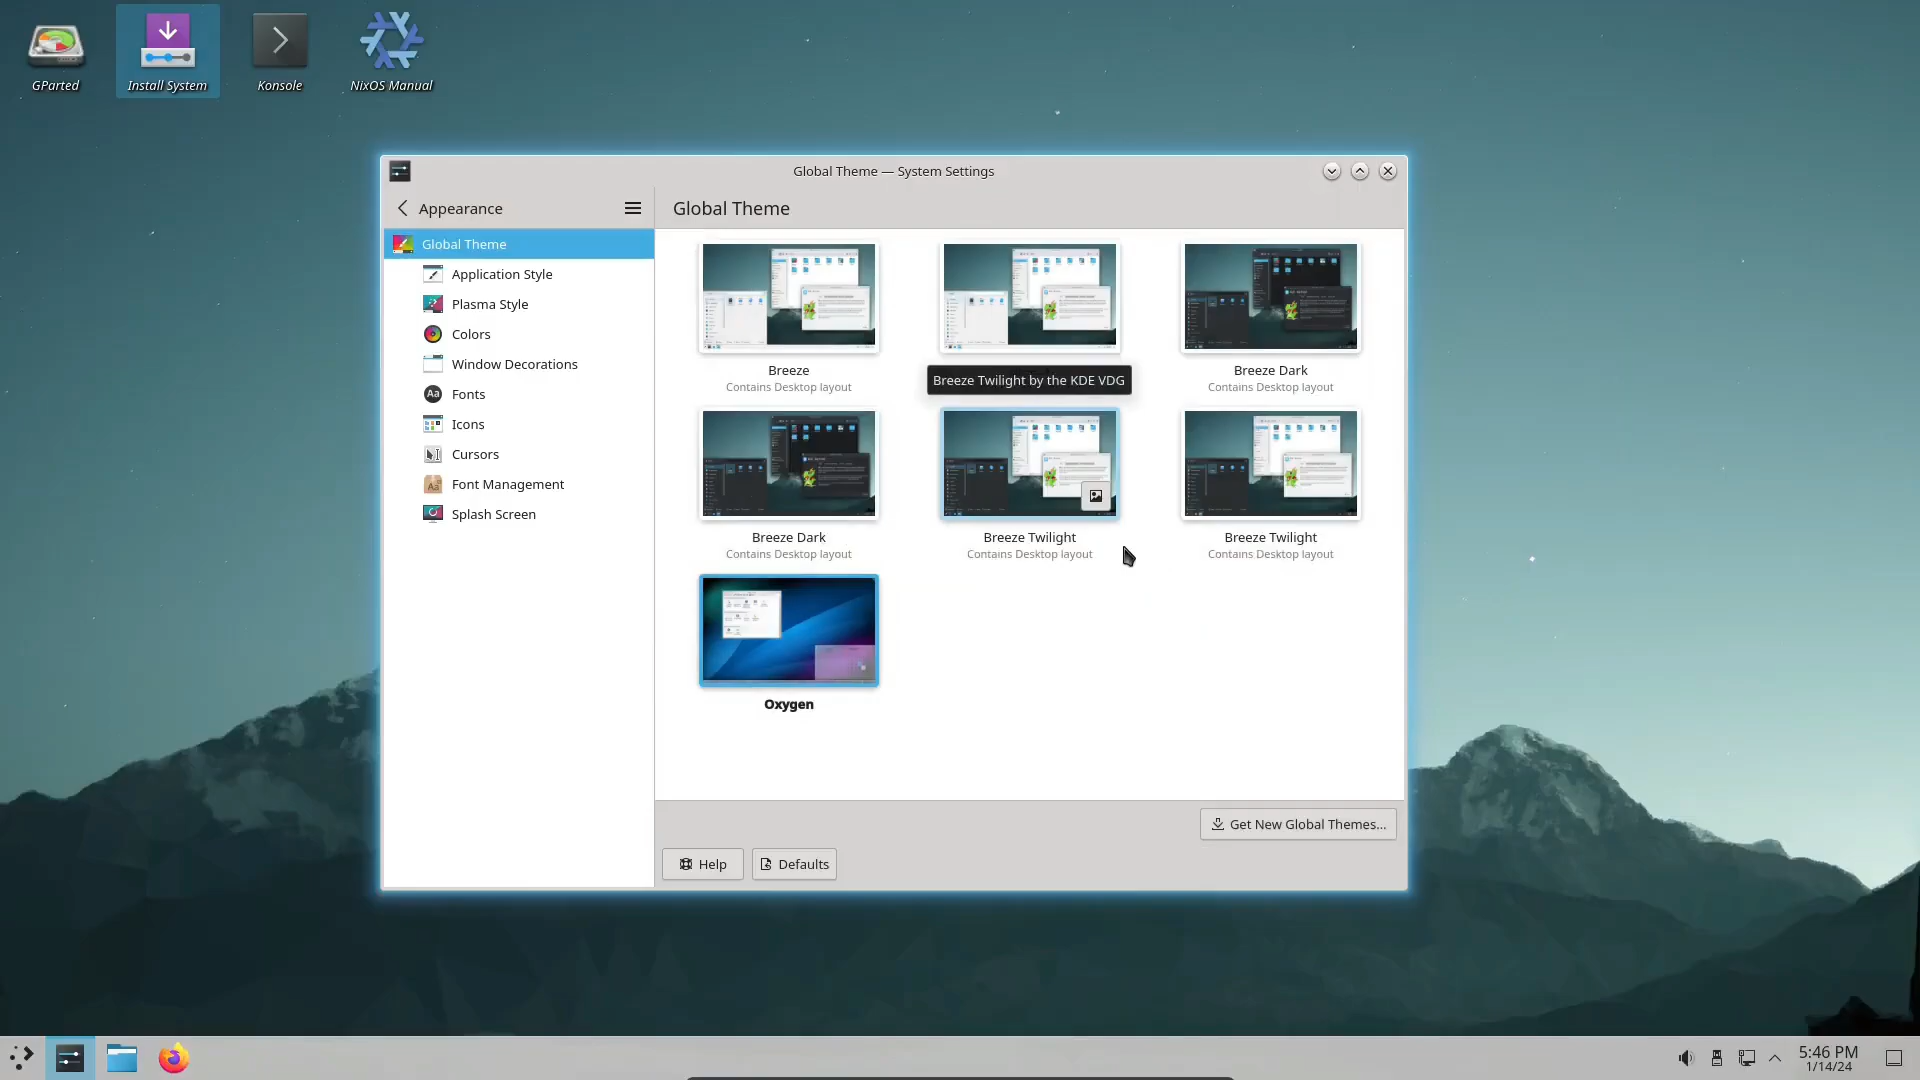 GParted
Install System
Konsole
NixOS Manual
Global Theme — System Settings
Appearance
Global Theme
Global Theme
Application Style
Plasma Style
Colors
Window Decorations
Fonts
Icons
Cursors
Font Management
Splash Screen
Breeze
Contains Desktop layout
Breeze Twilight by the KDE VDG
Breeze Dark
Contains Desktop layout
Breeze Dark
Contains Desktop layout
Breeze Twilight
Contains Desktop layout
Breeze Twilight
Contains Desktop layout
Oxygen
Get New Global Themes...
Help
Defaults
5:46 PM
1/14/24